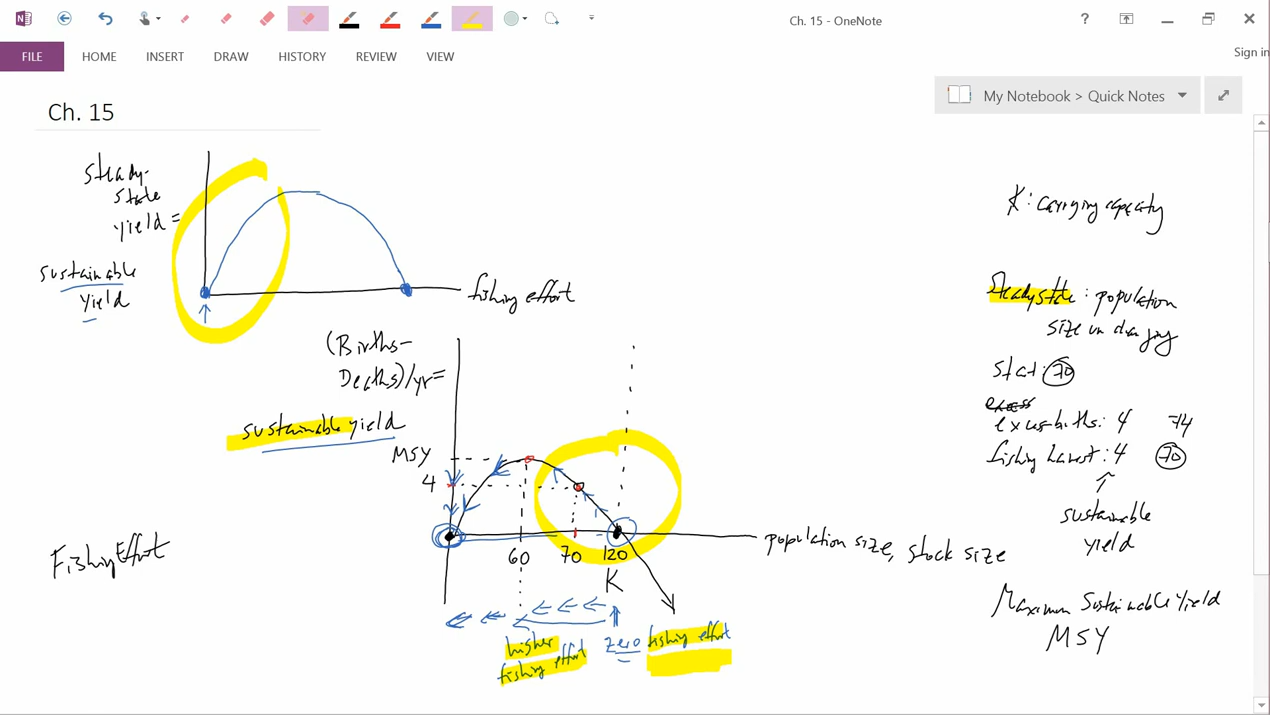 Ch. 15 - OneNote
?
FILE
HOME
INSERT
DRAW
HISTORY
REVIEW
VIEW
Sign in
My Notebook > Quick Notes
Ch. 15
Steady-
state
yield =
sustainable
yield
fishing effort
(Births-
Deaths)/yr=
sustainable yield
MSY
4
60
70
120
K
population size, stock size
Fishing Effort
higher
fishing effort
zero fishing effort
K: carrying capacity
Steady state: population
size unchanging
start: 70
excess
excess births: 4
74
fishing harvest: 4
70
sustainable
yield
Maximum Sustainable Yield
MSY